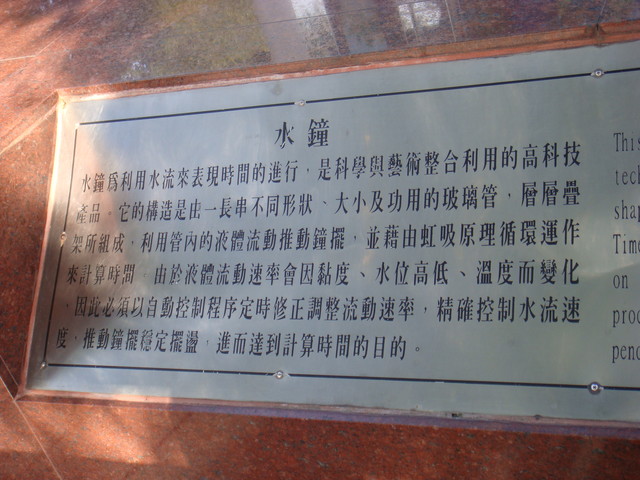 水鐘
水鐘爲利用水流來表現時間的進行，是科學與藝術整合利用的高科技
產品。它的構造是由一長串不同形狀、大小及功用的玻璃管，層層疊
架所組成，利用管內的液體流動推動鐘擺，並藉由虹吸原理循環運作
來計算時間。由於液體流動速率會因黏度、水位高低、溫度而變化
，因此必須以自動控制程序定時修正調整流動速率，精確控制水流速
度，推動鐘擺穩定擺盪，進而達到計算時間的目的。
This
tech
shap
Time
on
prod
pend